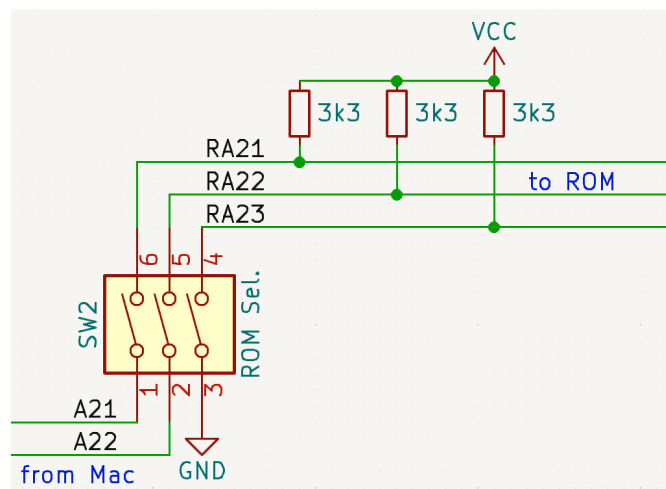 VCC
3k3 3k3 3k3
RA21
RA22
to ROM
RA23
6 5 4
SW2
ROM Sel.
1 2 3
A21
A22
GND
from Mac